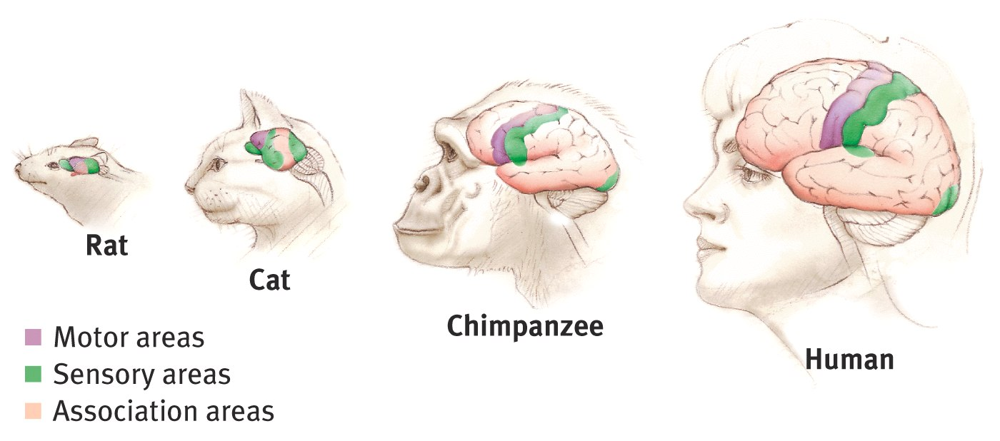 Rat
Cat
Chimpanzee
Human
Motor areas
Sensory areas
Association areas